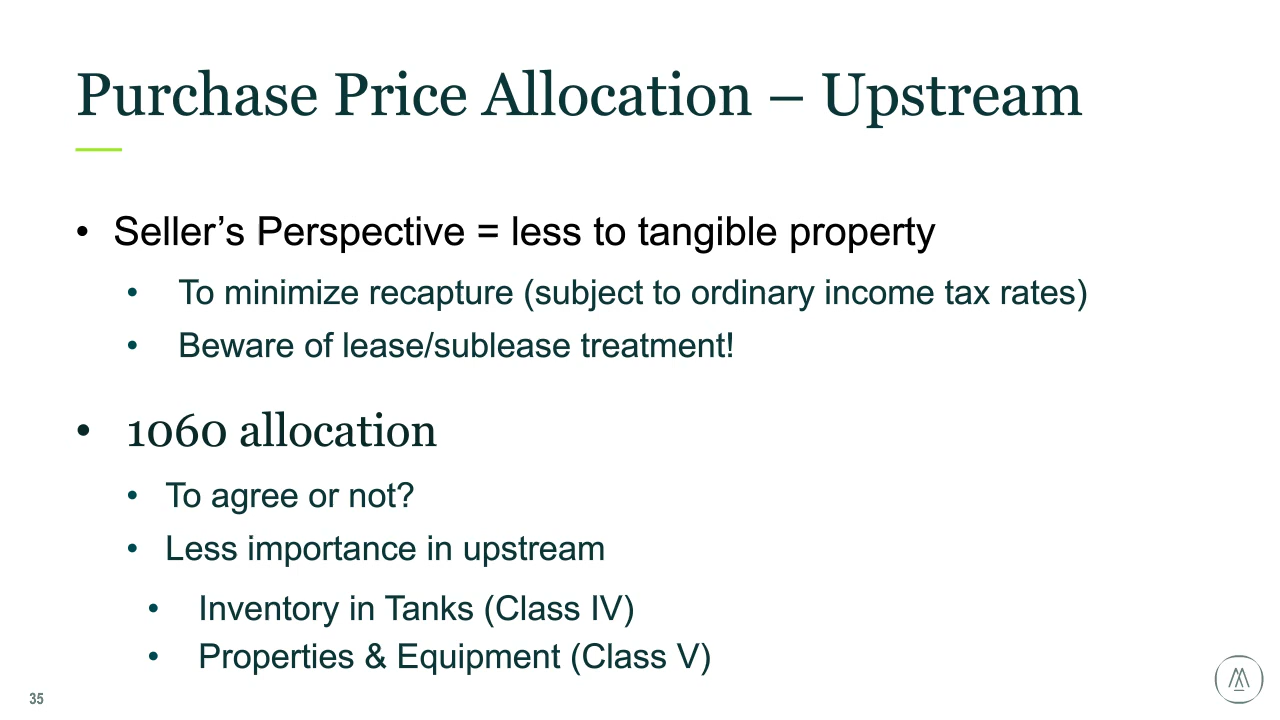 Purchase Price Allocation – Upstream
• Seller’s Perspective = less to tangible property
• To minimize recapture (subject to ordinary income tax rates)
• Beware of lease/sublease treatment!
• 1060 allocation
• To agree or not?
• Less importance in upstream
• Inventory in Tanks (Class IV)
• Properties & Equipment (Class V)
35